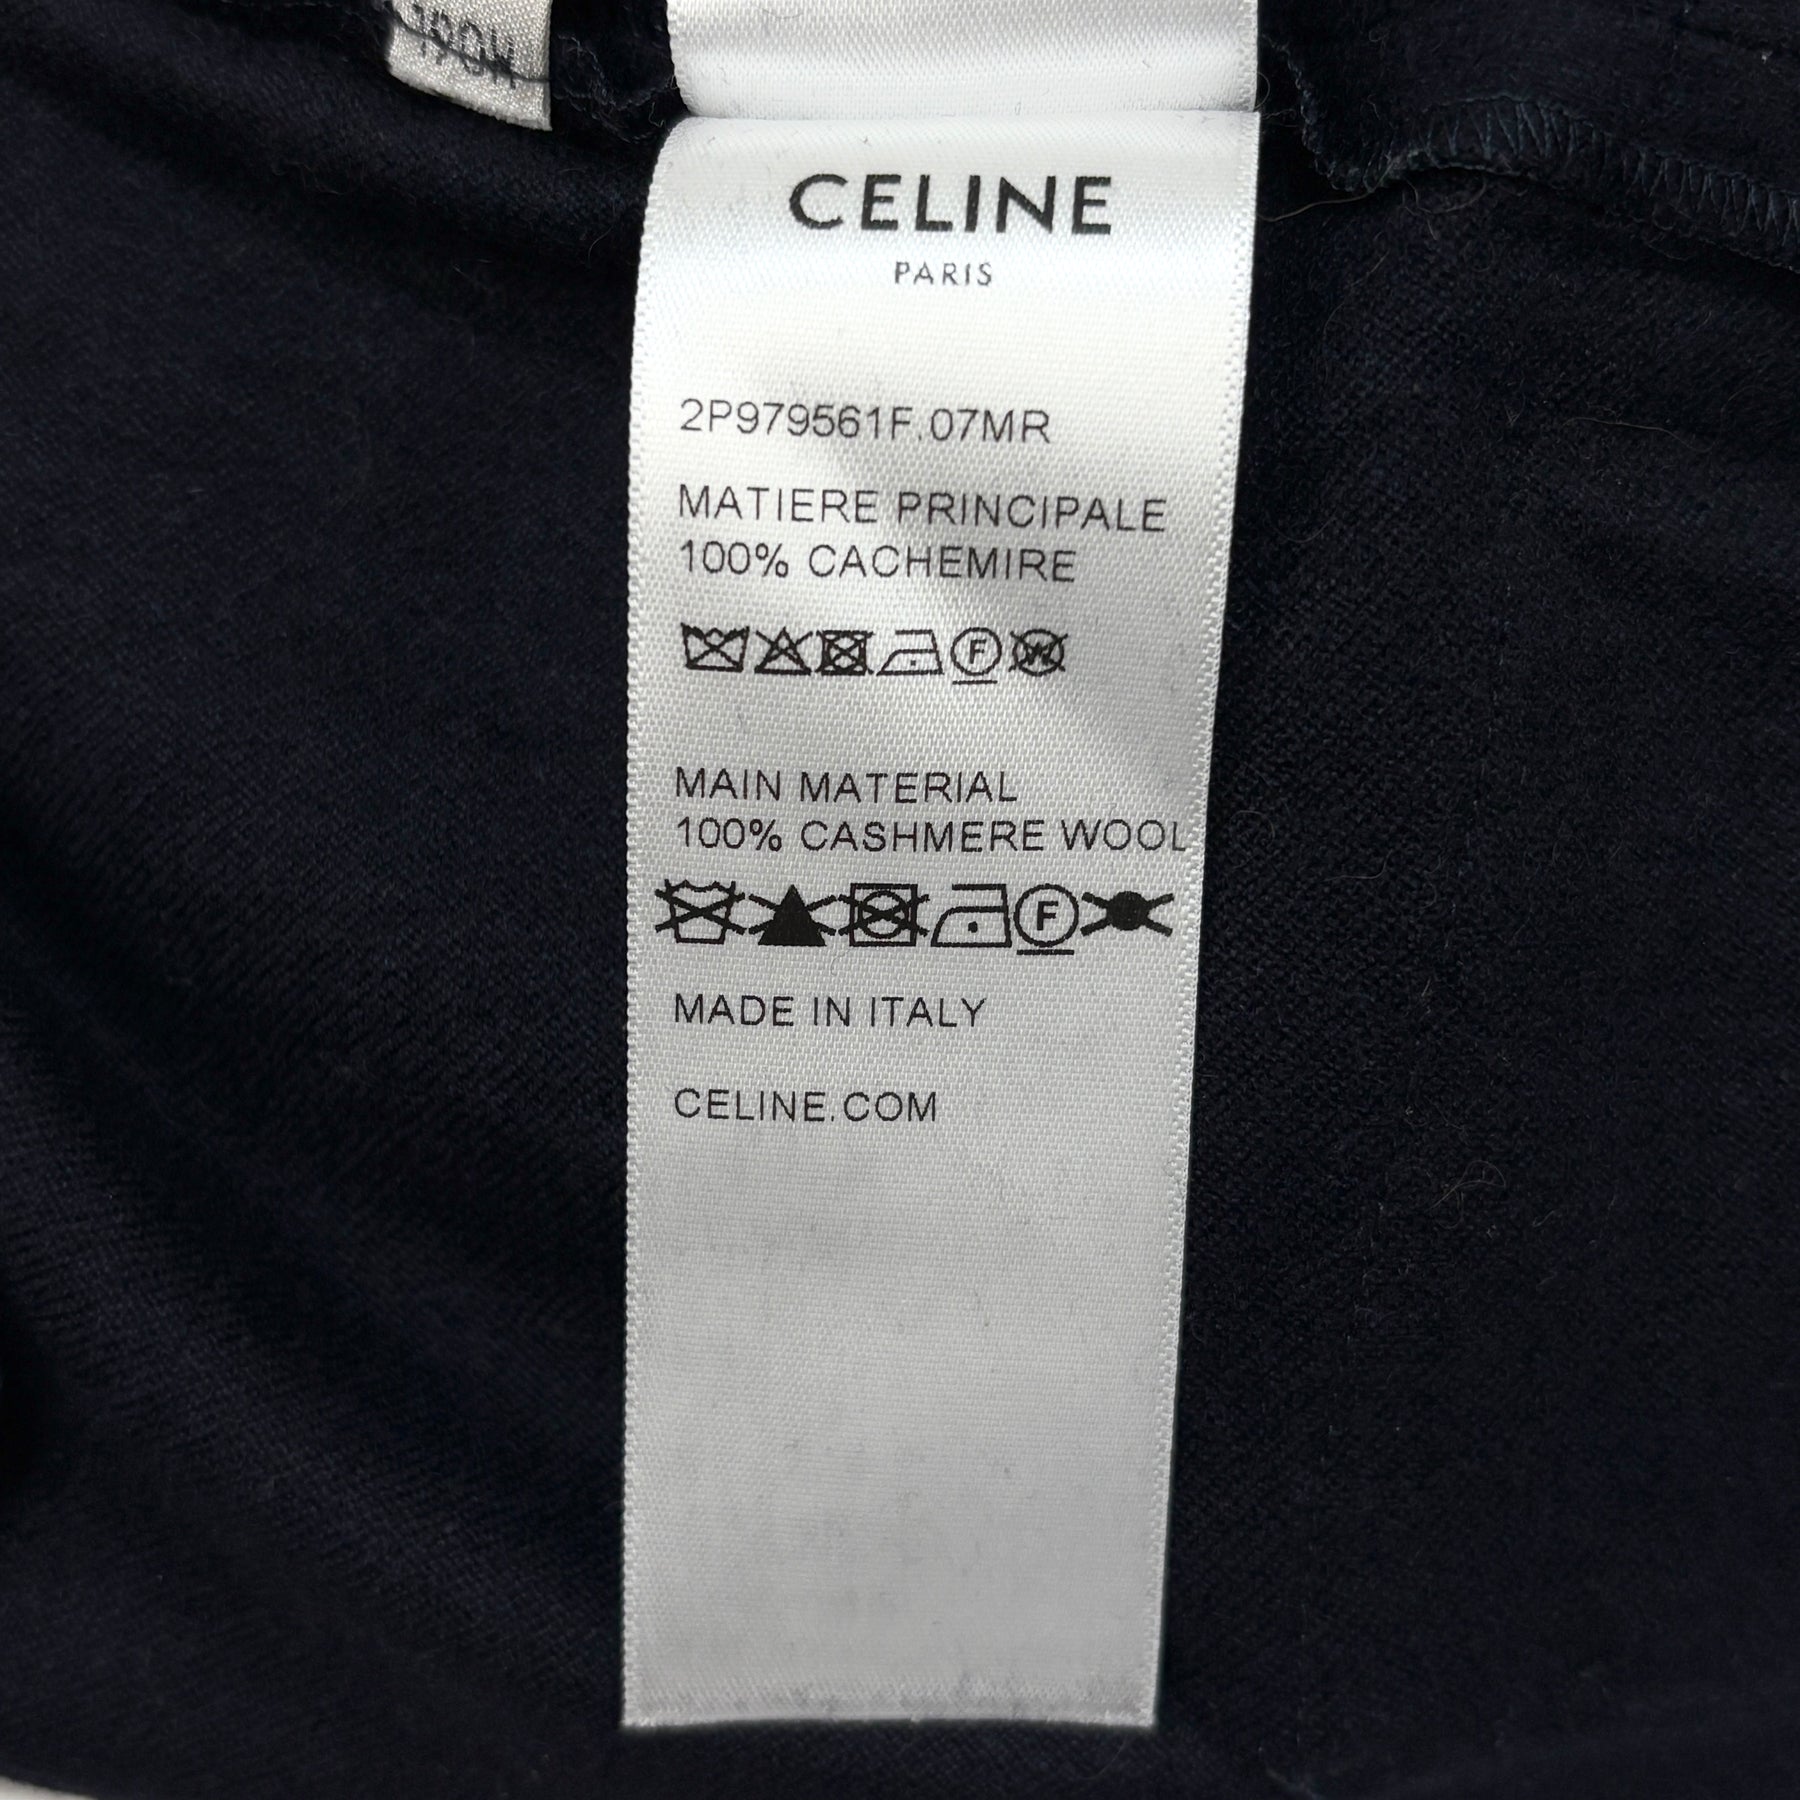 CELINE
PARIS
2P979561F.07MR
MATIERE PRINCIPALE
100% CACHEMIRE
F W
MAIN MATERIAL
100% CASHMERE WOOL
F
MADE IN ITALY
CELINE.COM